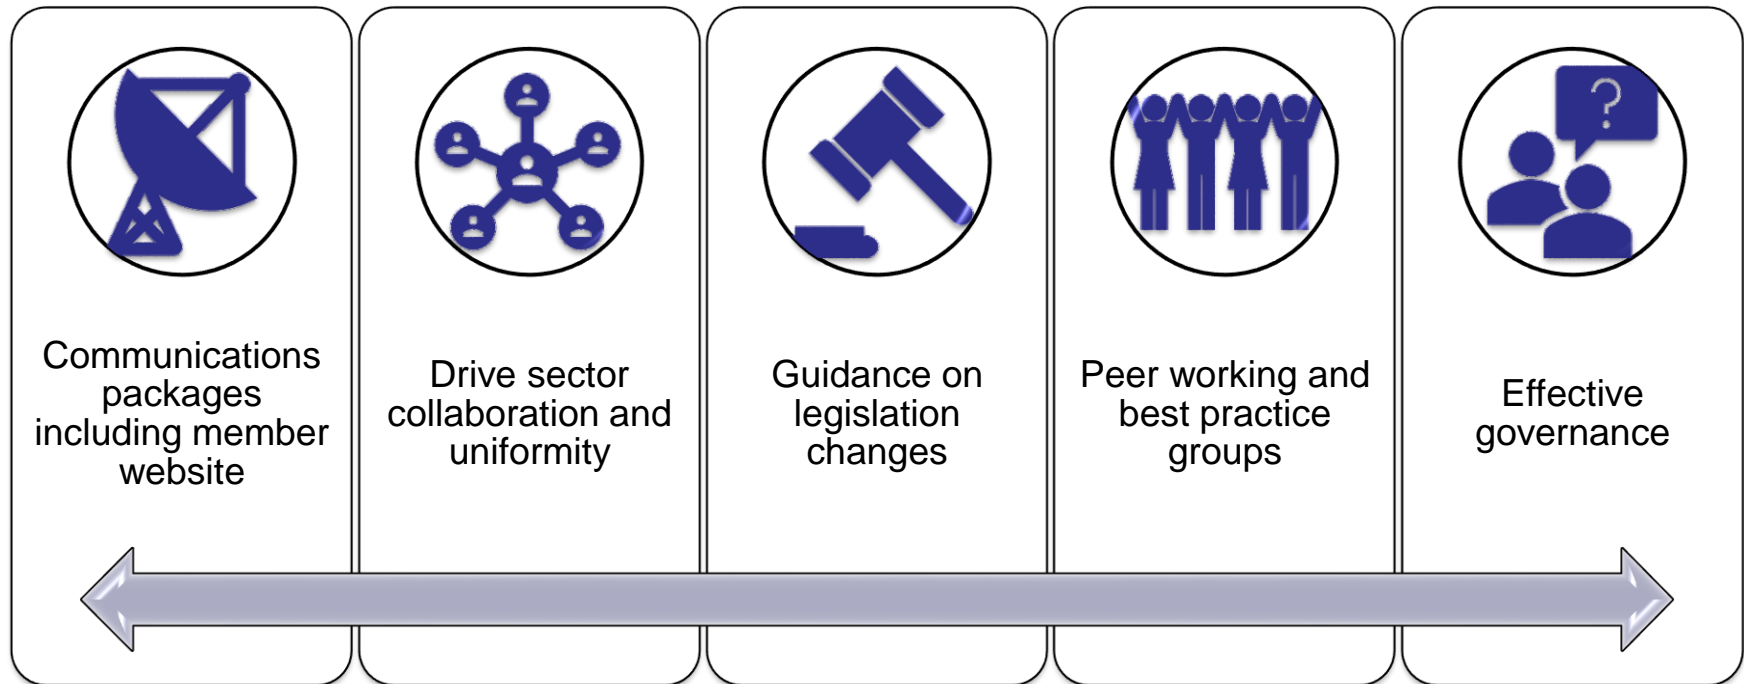 Communications
packages
including member
website
Drive sector
collaboration and
uniformity
Guidance on
legislation
changes
Peer working and
best practice
groups
?
Effective
governance